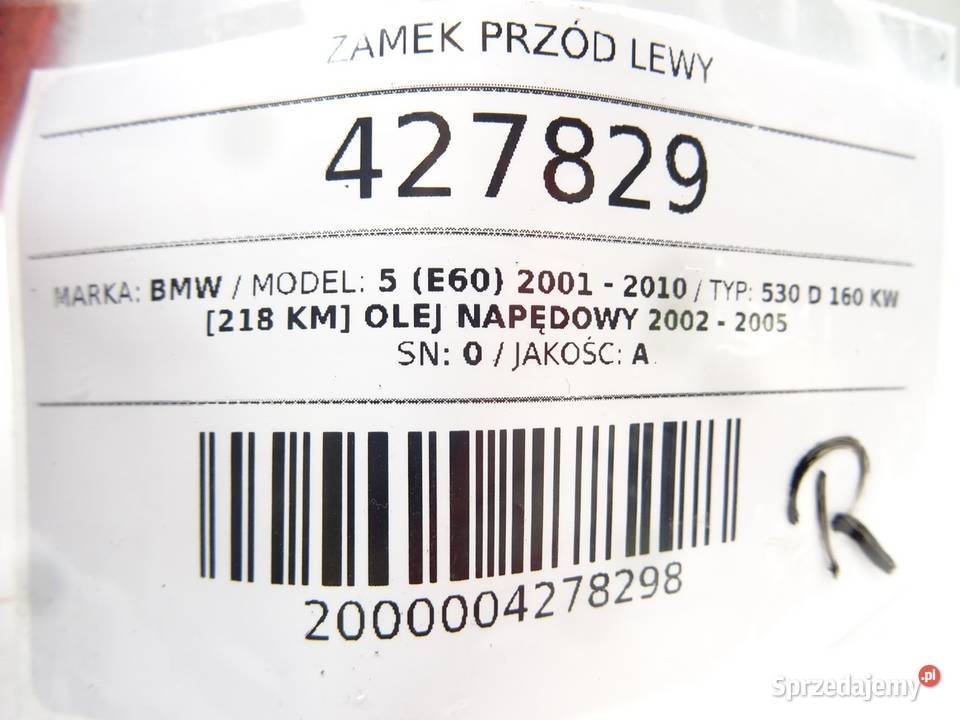 ZAMEK PRZÓD LEWY
427829
MARKA: BMW / MODEL: 5 (E60) 2001 - 2010 / TYP: 530 D 160 KW
[218 KM] OLEJ NAPĘDOWY 2002 - 2005
SN: 0 / JAKOŚC: A
R
2000004278298
Sprzedajemy.pl